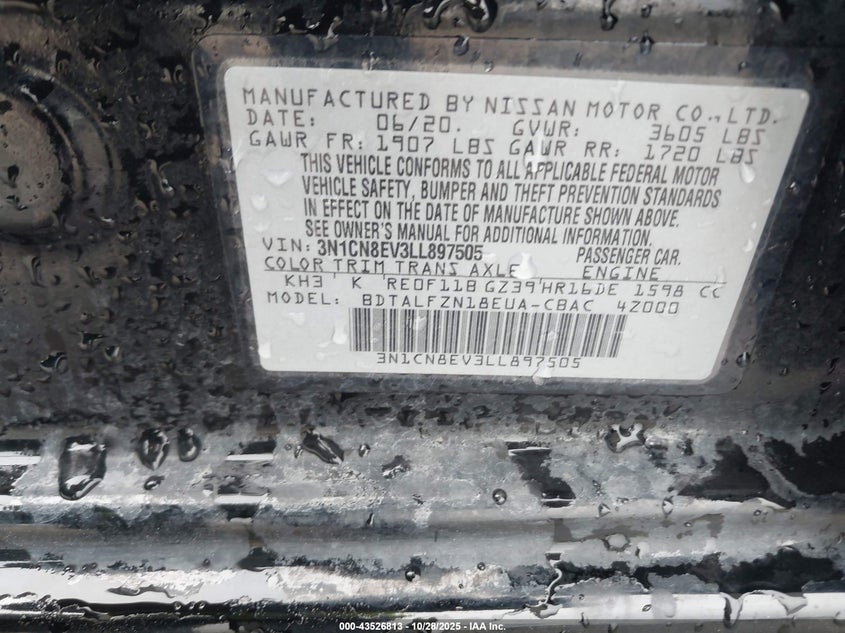 MANUFACTURED BY NISSAN MOTOR CO., LTD.
DATE: 06/20. GVWR: 3605 LBS
GAWR FR: 1907 LBS GAWR RR: 1720 LBS
THIS VEHICLE CONFORMS TO ALL APPLICABLE FEDERAL MOTOR
VEHICLE SAFETY, BUMPER AND THEFT PREVENTION STANDARDS
IN EFFECT ON THE DATE OF MANUFACTURE SHOWN ABOVE.
SEE OWNER'S MANUAL FOR ADDITIONAL INFORMATION.
VIN: 3N1CN8EV3LL897505 PASSENGER CAR.
COLOR TRIM TRANS AXLE ENGINE
KH3 K RE0F11B GZ39 HR16DE 1598 CC
MODEL: BDTALFZN18EUA-CBAC 4Z000
3N1CN8EV3LL897505
000-43526813 - 10/28/2025 - IAA Inc.